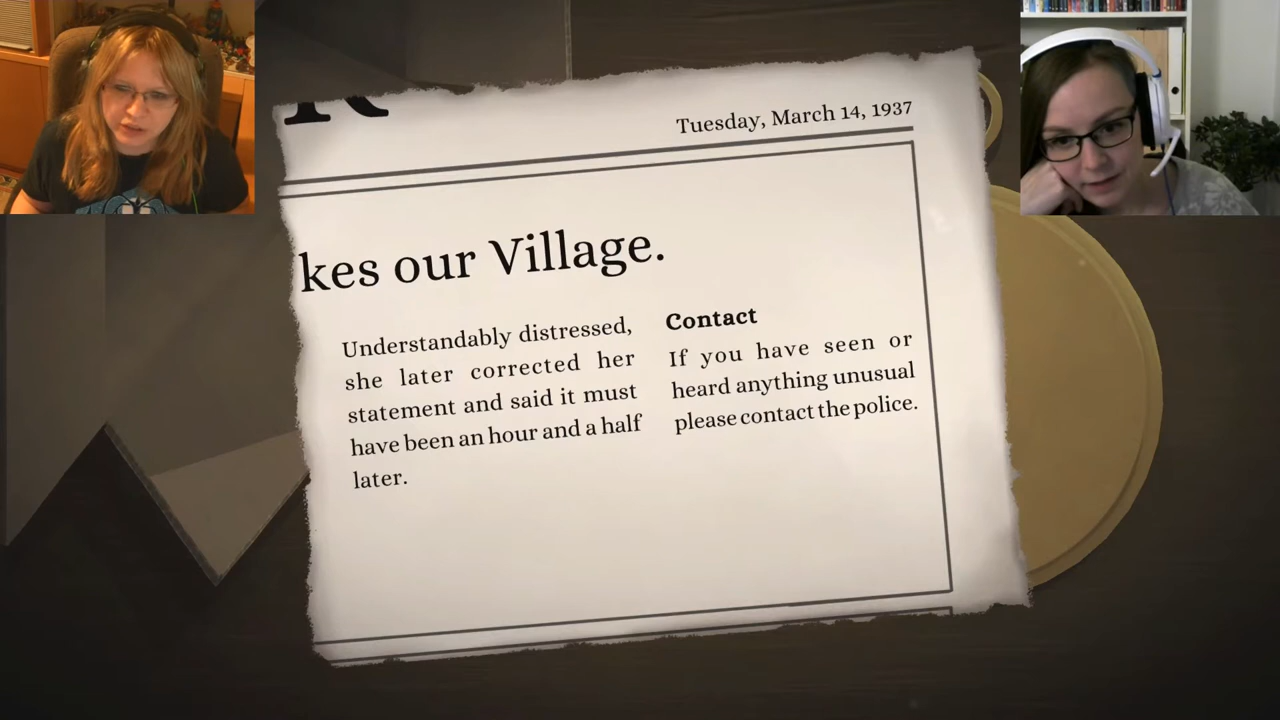 R
Tuesday, March 14, 1937
kes our Village.
Understandably distressed,
she later corrected her
statement and said it must
have been an hour and a half
later.
Contact
If you have seen or
heard anything unusual
please contact the police.